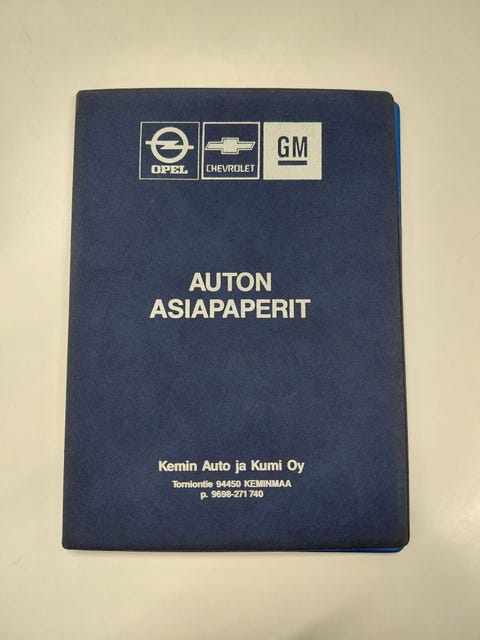 OPEL
CHEVROLET
GM
AUTON
ASIAPAPERIT
Kemin Auto ja Kumi Oy
Torniontie 94450 KEMINMAA
p. 9698-271 740